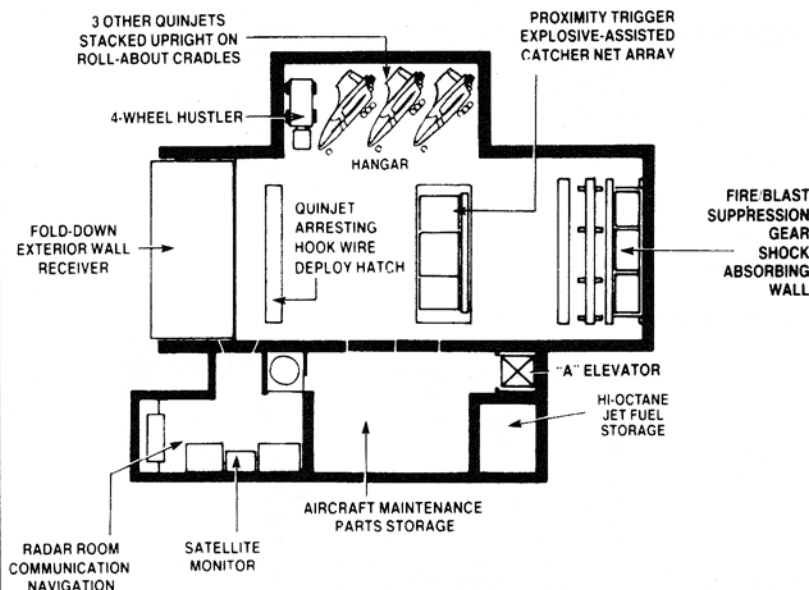 3 OTHER QUINJETS
STACKED UPRIGHT ON
ROLL-ABOUT CRADLES
PROXIMITY TRIGGER
EXPLOSIVE-ASSISTED
CATCHER NET ARRAY
4-WHEEL HUSTLER
HANGAR
FOLD-DOWN
EXTERIOR WALL
RECEIVER
QUINJET
ARRESTING
HOOK WIRE
DEPLOY HATCH
FIRE/BLAST
SUPPRESSION
GEAR
SHOCK
ABSORBING
WALL
"A" ELEVATOR
HI-OCTANE
JET FUEL
STORAGE
AIRCRAFT MAINTENANCE
PARTS STORAGE
RADAR ROOM
COMMUNICATION
NAVIGATION
SATELLITE
MONITOR